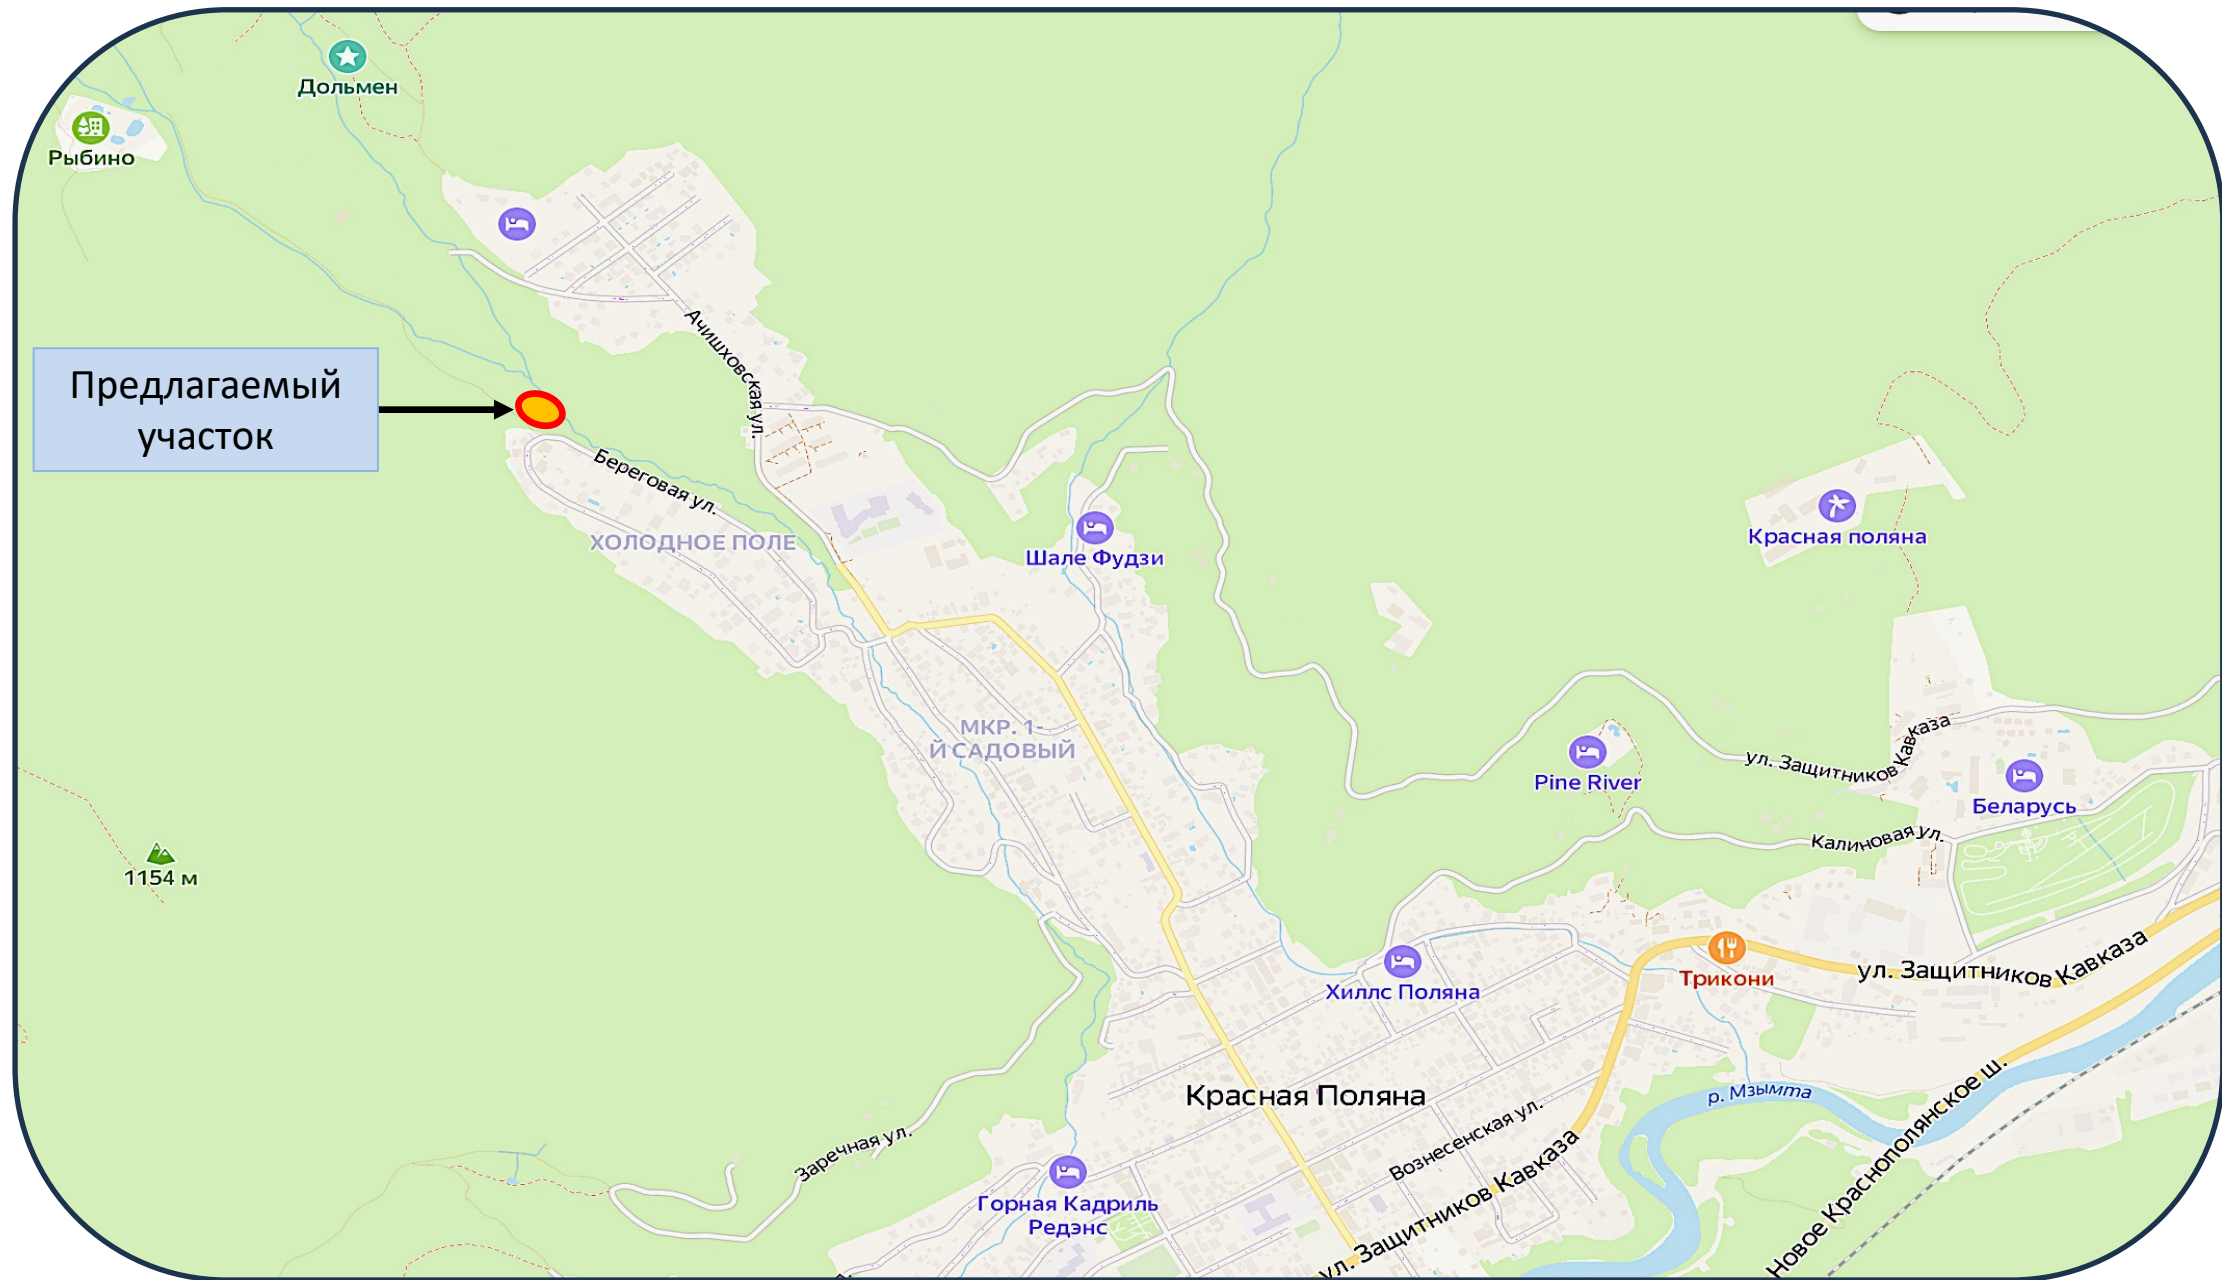 Дольмен
Рыбино
Ачишховская ул.
Предлагаемый
участок
Береговая ул.
ХОЛОДНОЕ ПОЛЕ
Шале Фудзи
Красная поляна
МКР. 1-
Й САДОВЫЙ
ул. Защитников Кавказа
Pine River
Беларусь
Калиновая ул.
1154 м
Трикони
ул. Защитников Кавказа
Хиллс Поляна
Красная Поляна
р. Мзымта
Заречная ул.
Вознесенская ул.
Новое Краснополянское ш.
Горная Кадриль
Редэнс
ул. Защитников Кавказа